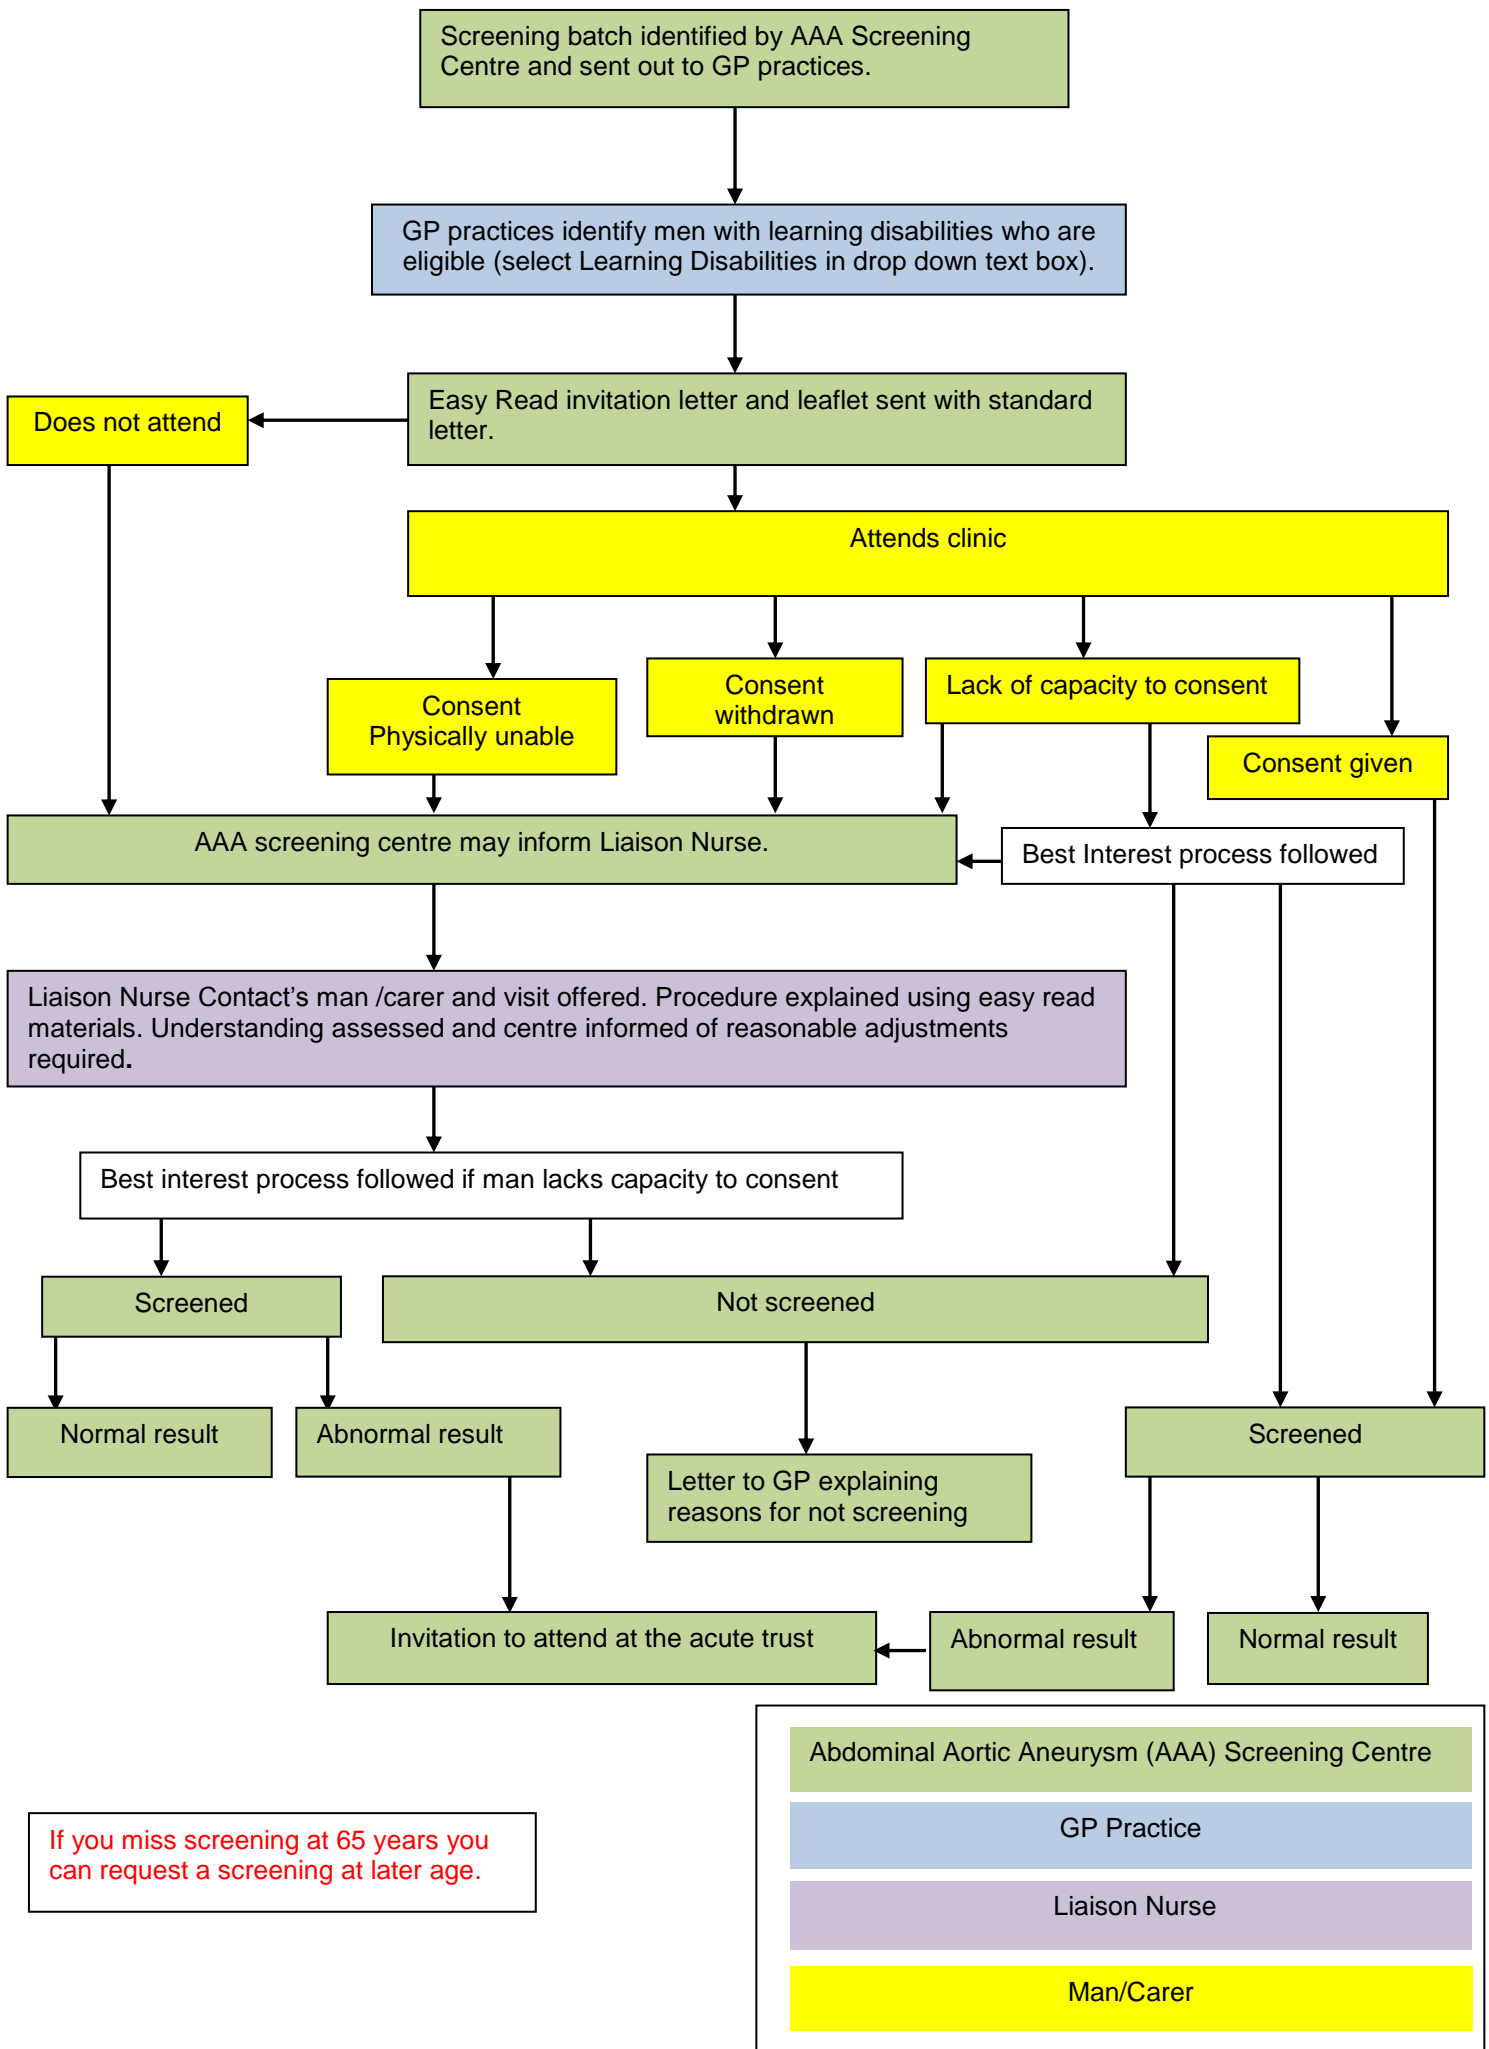 Screening batch identified by AAA Screening
Centre and sent out to GP practices.
GP practices identify men with learning disabilities who are
eligible (select Learning Disabilities in drop down text box).
Does not attend
Easy Read invitation letter and leaflet sent with standard
letter.
Attends clinic
Consent
Physically unable
Consent
withdrawn
Lack of capacity to consent
Consent given
AAA screening centre may inform Liaison Nurse.
Best Interest process followed
Liaison Nurse Contact's man /carer and visit offered. Procedure explained using easy read
materials. Understanding assessed and centre informed of reasonable adjustments
required.
Best interest process followed if man lacks capacity to consent
Screened
Not screened
Normal result
Abnormal result
Screened
Letter to GP explaining
reasons for not screening
Invitation to attend at the acute trust
Abnormal result
Normal result
Abdominal Aortic Aneurysm (AAA) Screening Centre
GP Practice
Liaison Nurse
Man/Carer
If you miss screening at 65 years you
can request a screening at later age.